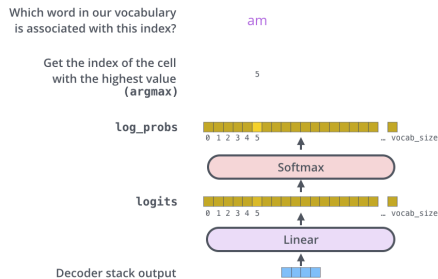 Which word in our vocabulary
is associated with this index?
am
Get the index of the cell
with the highest value
(argmax)
5
log_probs
0 1 2 3 4 5 … vocab_size
Softmax
logits
0 1 2 3 4 5 … vocab_size
Linear
Decoder stack output